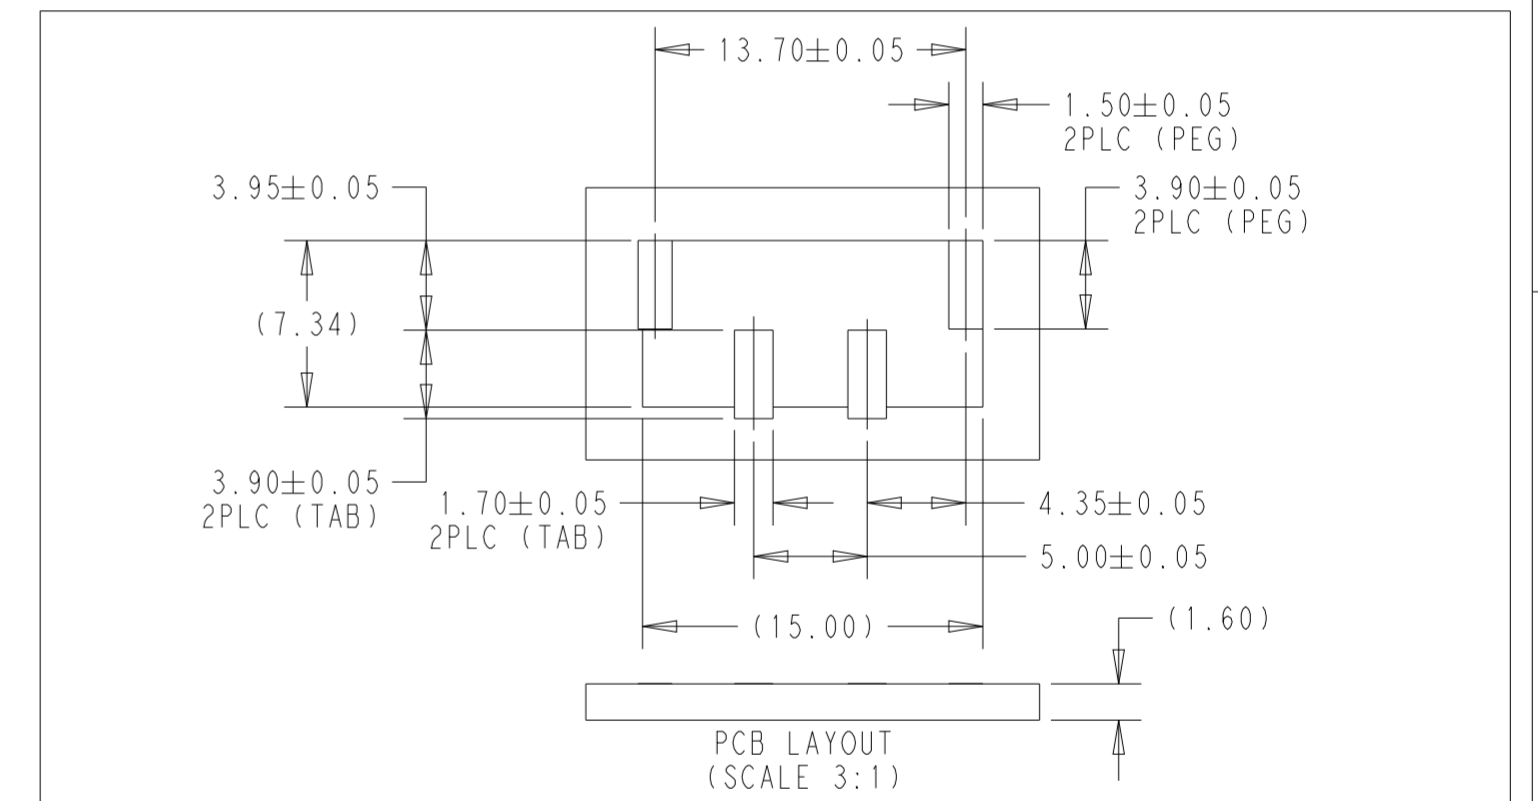 13.70±0.05
1.50±0.05
2PLC (PEG)
3.95±0.05
3.90±0.05
2PLC (PEG)
(7.34)
3.90±0.05
2PLC (TAB)
1.70±0.05
2PLC (TAB)
4.35±0.05
5.00±0.05
(15.00)
(1.60)
PCB LAYOUT
(SCALE 3:1)